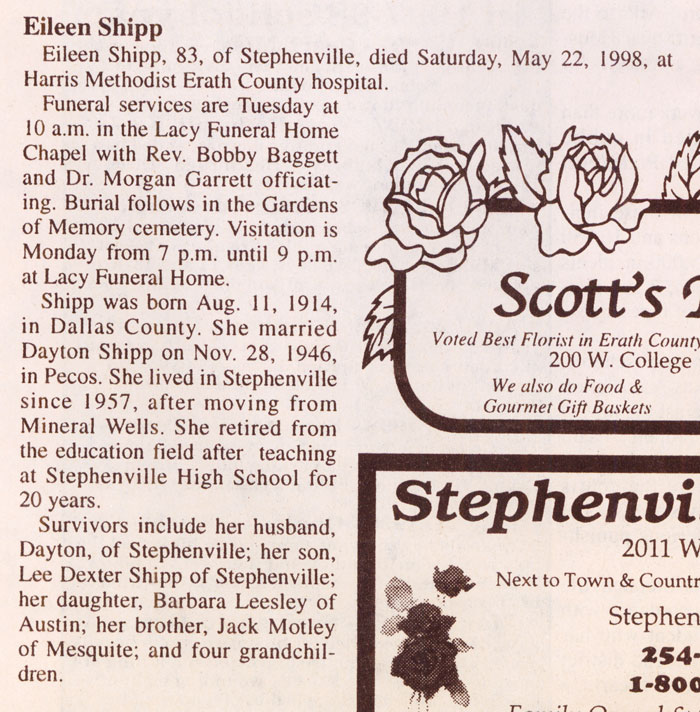 Eileen Shipp
Eileen Shipp, 83, of Stephenville, died Saturday, May 22, 1998, at
Harris Methodist Erath County hospital.
Funeral services are Tuesday at
10 a.m. in the Lacy Funeral Home
Chapel with Rev. Bobby Baggett
and Dr. Morgan Garrett officiat-
ing. Burial follows in the Gardens
of Memory cemetery. Visitation is
Monday from 7 p.m. until 9 p.m.
at Lacy Funeral Home.
Shipp was born Aug. 11, 1914,
in Dallas County. She married
Dayton Shipp on Nov. 28, 1946,
in Pecos. She lived in Stephenville
since 1957, after moving from
Mineral Wells. She retired from
the education field after teaching
at Stephenville High School for
20 years.
Survivors include her husband,
Dayton, of Stephenville; her son,
Lee Dexter Shipp of Stephenville;
her daughter, Barbara Leesley of
Austin; her brother, Jack Motley
of Mesquite; and four grandchil-
dren.
Scott's
Voted Best Florist in Erath County
200 W. College
We also do Food &
Gourmet Gift Baskets
Stephenvi
2011 W
Next to Town & Countr
Stephen
254-
1-800